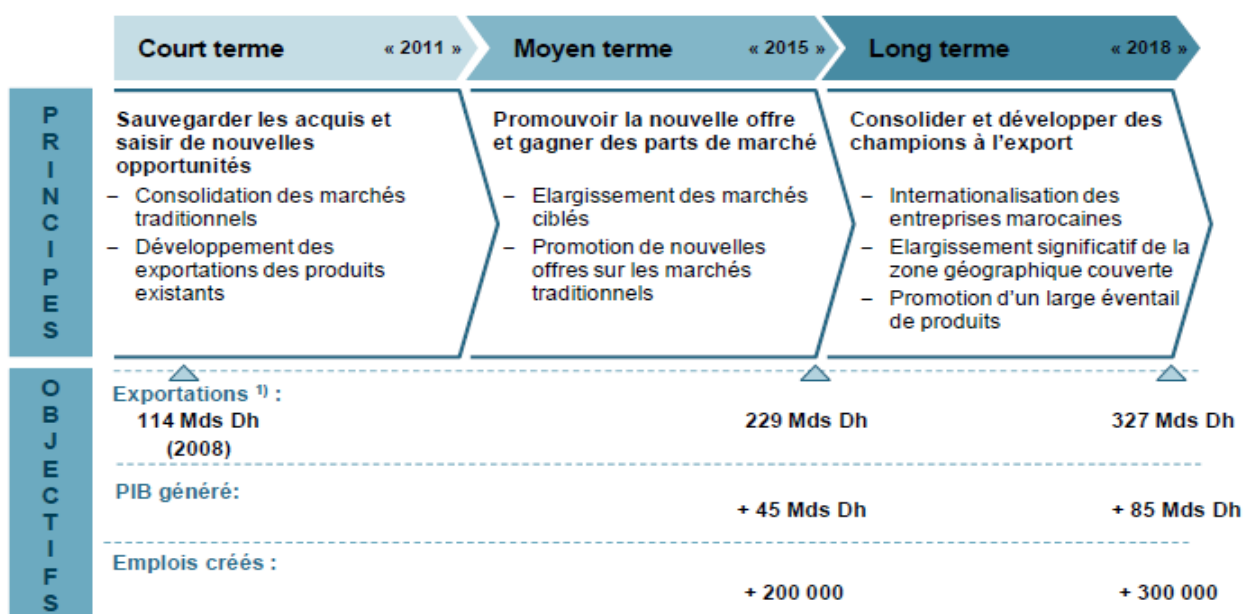 Court terme « 2011 »
Moyen terme « 2015 »
Long terme « 2018 »
PRINCIPES
Sauvegarder les acquis et
saisir de nouvelles
opportunités
– Consolidation des marchés
traditionnels
– Développement des
exportations des produits
existants
Promouvoir la nouvelle offre
et gagner des parts de marché
– Elargissement des marchés
ciblés
– Promotion de nouvelles
offres sur les marchés
traditionnels
Consolider et développer des
champions à l'export
– Internationalisation des
entreprises marocaines
– Elargissement significatif de la
zone géographique couverte
– Promotion d'un large éventail
de produits
OBJECTIFS
Exportations 1) :
114 Mds Dh 229 Mds Dh 327 Mds Dh
(2008)
PIB généré:
+ 45 Mds Dh + 85 Mds Dh
Emplois créés :
+ 200 000 + 300 000